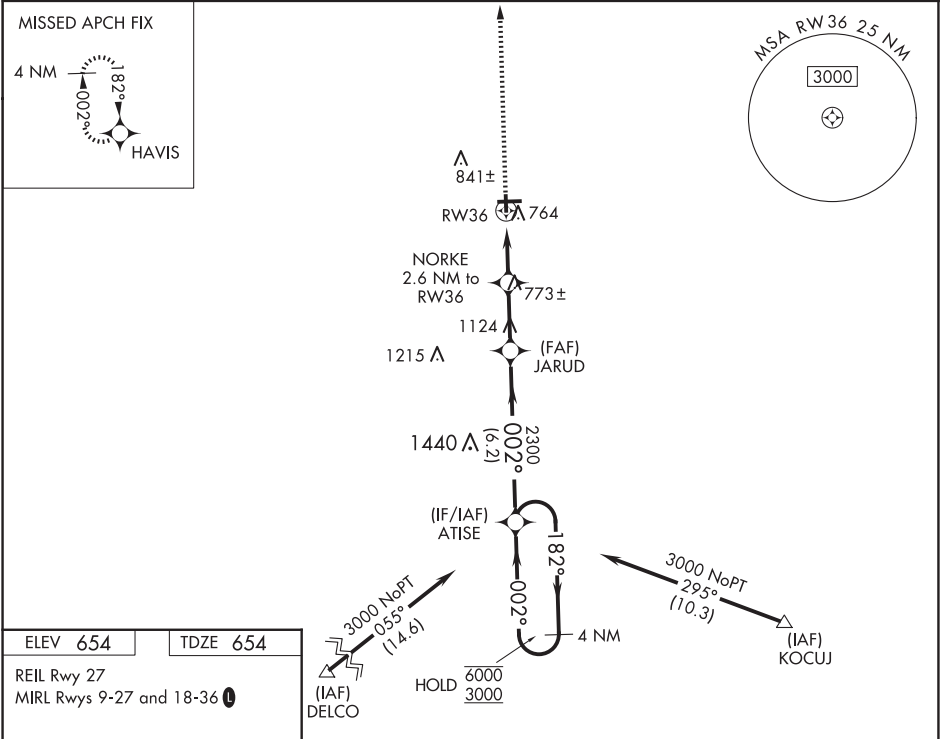 MISSED APCH FIX
4 NM
182°
002°
HAVIS
MSA RW36 25 NM
3000
841±
RW36
764
NORKE
2.6 NM to
RW36
773±
1124
1215
(FAF)
JARUD
1440
2300
002°
(6.2)
(IF/IAF)
ATISE
182°
002°
4 NM
HOLD
6000
3000
3000 NoPT
055°
(14.6)
(IAF)
DELCO
3000 NoPT
295°
(10.3)
(IAF)
KOCUJ
ELEV 654
TDZE 654
REIL Rwy 27
MIRL Rwys 9-27 and 18-36 L